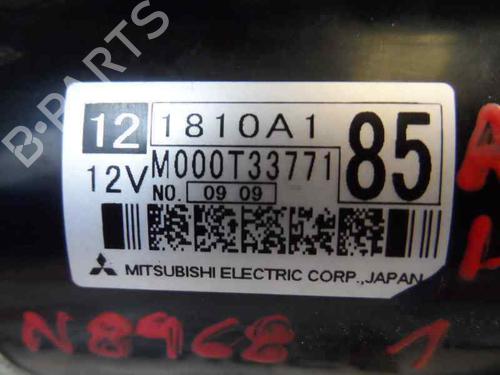 B-PARTS
12 1810A1 85
12V M000T33771
NO. 09 09
MITSUBISHI ELECTRIC CORP., JAPAN
N8968 1